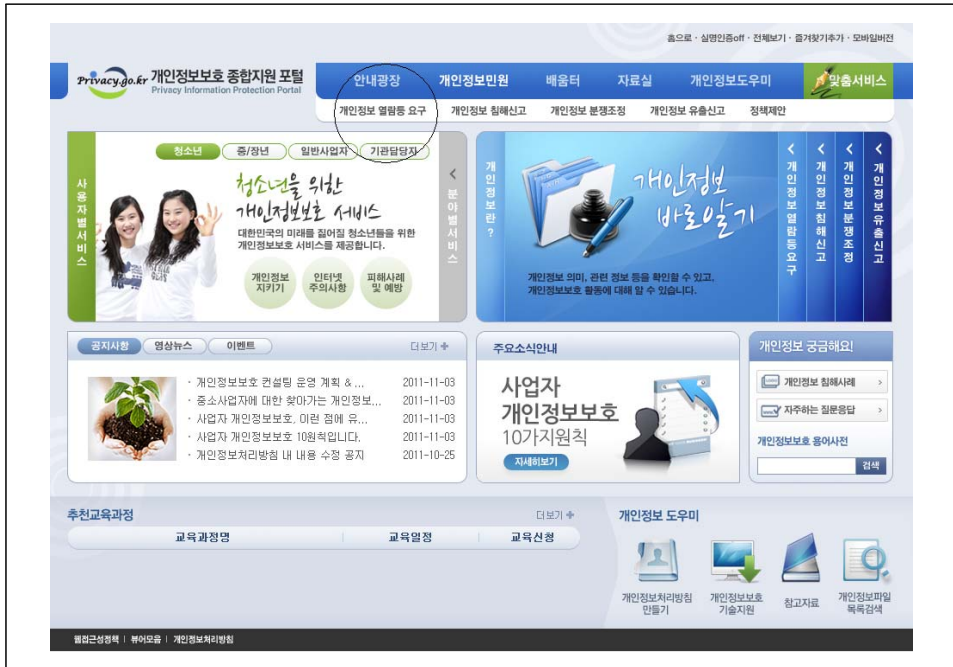 홈으로 · 실명인증off · 전체보기 · 즐겨찾기추가 · 모바일버전
Privacy.go.kr 개인정보보호 종합지원 포털
Privacy Information Protection Portal
안내광장 개인정보민원 배움터 자료실 개인정보도우미 맞춤서비스
개인정보 열람등 요구 개인정보 침해신고 개인정보 분쟁조정 개인정보 유출신고 정책제안
사용자별서비스
청소년 중/장년 일반사업자 기관담당자
청소년을 위한
개인정보보호 서비스
대한민국의 미래를 짊어질 청소년들을 위한
개인정보보호 서비스를 제공합니다.
개인정보 지키기
인터넷 주의사항
피해사례 및 예방
< 분야별서비스
개인정보란?
개인정보
바로알기
개인정보 의미, 관련 정보 등을 확인할 수 있고,
개인정보보호 활동에 대해 알 수 있습니다.
< 개인정보열람등요구
< 개인정보침해신고
< 개인정보분쟁조정
< 개인정보유출신고
공지사항 영상뉴스 이벤트 더보기 +
· 개인정보보호 컨설팅 운영 계획 & ... 2011-11-03
· 중소사업자에 대한 찾아가는 개인정보... 2011-11-03
· 사업자 개인정보보호, 이런 점에 유... 2011-11-03
· 사업자 개인정보보호 10원칙입니다. 2011-11-03
· 개인정보처리방침 내 내용 수정 공지 2011-10-25
주요소식안내
사업자
개인정보보호
10가지원칙
자세히보기
개인정보 궁금해요!
개인정보 침해사례 >
자주하는 질문응답 >
개인정보보호 용어사전
검색
추천교육과정 더보기 +
교육과정명 교육일정 교육신청
개인정보 도우미
개인정보처리방침 만들기
개인정보보호 기술지원
참고자료
개인정보파일 목록검색
웹접근성정책 | 뷰어모음 | 개인정보처리방침